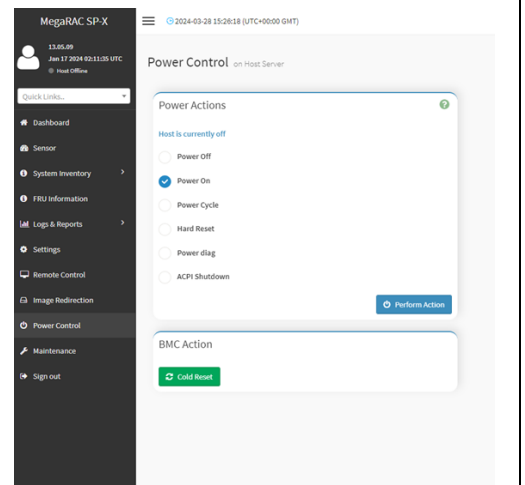 MegaRAC SP-X
2024-03-28 15:26:18 (UTC+00:00 GMT)
13.05.09
Jan 17 2024 02:11:35 UTC
Host Offline
Quick Links..
Dashboard
Sensor
System Inventory
FRU Information
Logs & Reports
Settings
Remote Control
Image Redirection
Power Control
Maintenance
Sign out
Power Control on Host Server
Power Actions
Host is currently off
Power Off
Power On
Power Cycle
Hard Reset
Power diag
ACPI Shutdown
Perform Action
BMC Action
Cold Reset